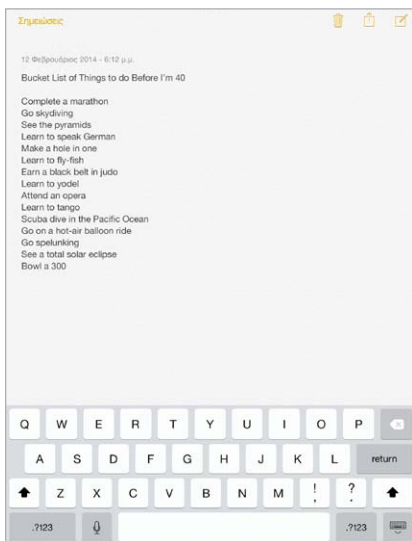 Σημειώσεις
12 Φεβρουάριος 2014 - 6:12 μ.μ.
Bucket List of Things to do Before I'm 40
Complete a marathon
Go skydiving
See the pyramids
Learn to speak German
Make a hole in one
Learn to fly-fish
Earn a black belt in judo
Learn to yodel
Attend an opera
Learn to tango
Scuba dive in the Pacific Ocean
Go on a hot-air balloon ride
Go spelunking
See a total solar eclipse
Bowl a 300
Q W E R T Y U I O P
A S D F G H J K L return
Z X C V B N M ! , ? .
.?123 .?123